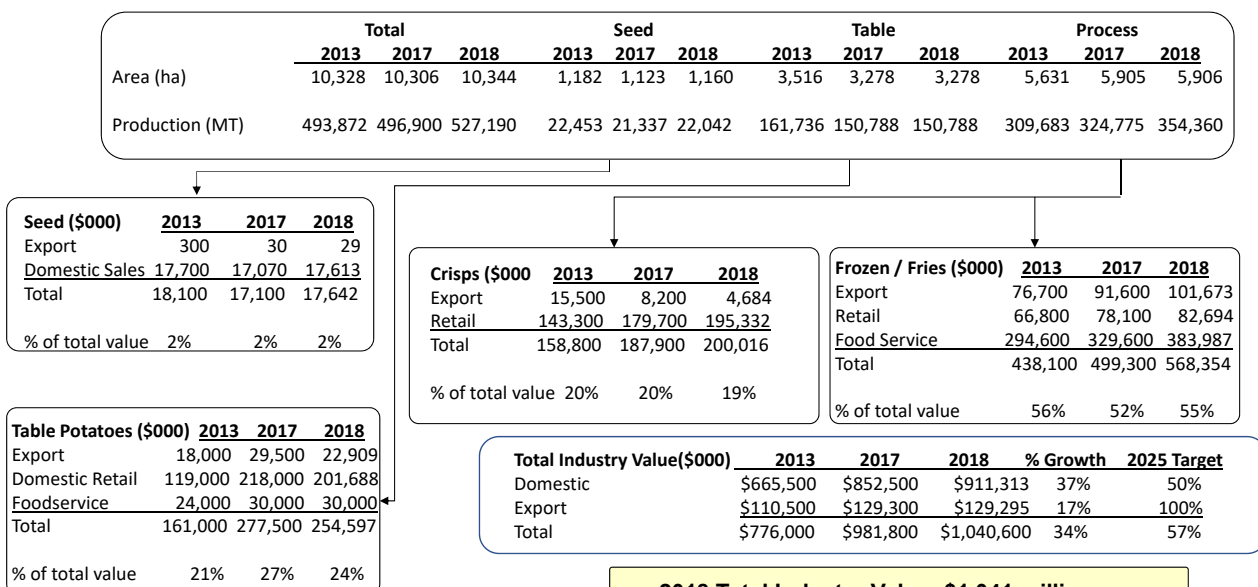 Total Seed Table Process
2013 2017 2018 2013 2017 2018 2013 2017 2018 2013 2017 2018
Area (ha) 10,328 10,306 10,344 1,182 1,123 1,160 3,516 3,278 3,278 5,631 5,905 5,906
Production (MT) 493,872 496,900 527,190 22,453 21,337 22,042 161,736 150,788 150,788 309,683 324,775 354,360
Seed ($000) 2013 2017 2018
Export 300 30 29
Domestic Sales 17,700 17,070 17,613
Total 18,100 17,100 17,642
% of total value 2% 2% 2%
Crisps ($000 2013 2017 2018
Export 15,500 8,200 4,684
Retail 143,300 179,700 195,332
Total 158,800 187,900 200,016
% of total value 20% 20% 19%
Frozen / Fries ($000) 2013 2017 2018
Export 76,700 91,600 101,673
Retail 66,800 78,100 82,694
Food Service 294,600 329,600 383,987
Total 438,100 499,300 568,354
% of total value 56% 52% 55%
Table Potatoes ($000) 2013 2017 2018
Export 18,000 29,500 22,909
Domestic Retail 119,000 218,000 201,688
Foodservice 24,000 30,000 30,000
Total 161,000 277,500 254,597
% of total value 21% 27% 24%
Total Industry Value($000) 2013 2017 2018 % Growth 2025 Target
Domestic $665,500 $852,500 $911,313 37% 50%
Export $110,500 $129,300 $129,295 17% 100%
Total $776,000 $981,800 $1,040,600 34% 57%
2018 Total Industry Value $1,041 million